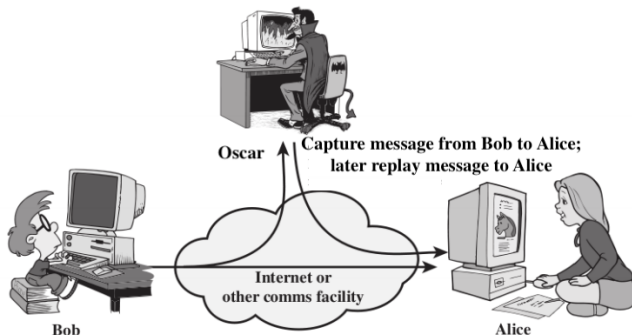 Oscar
Capture message from Bob to Alice;
later replay message to Alice
Internet or
other comms facility
Bob
Alice